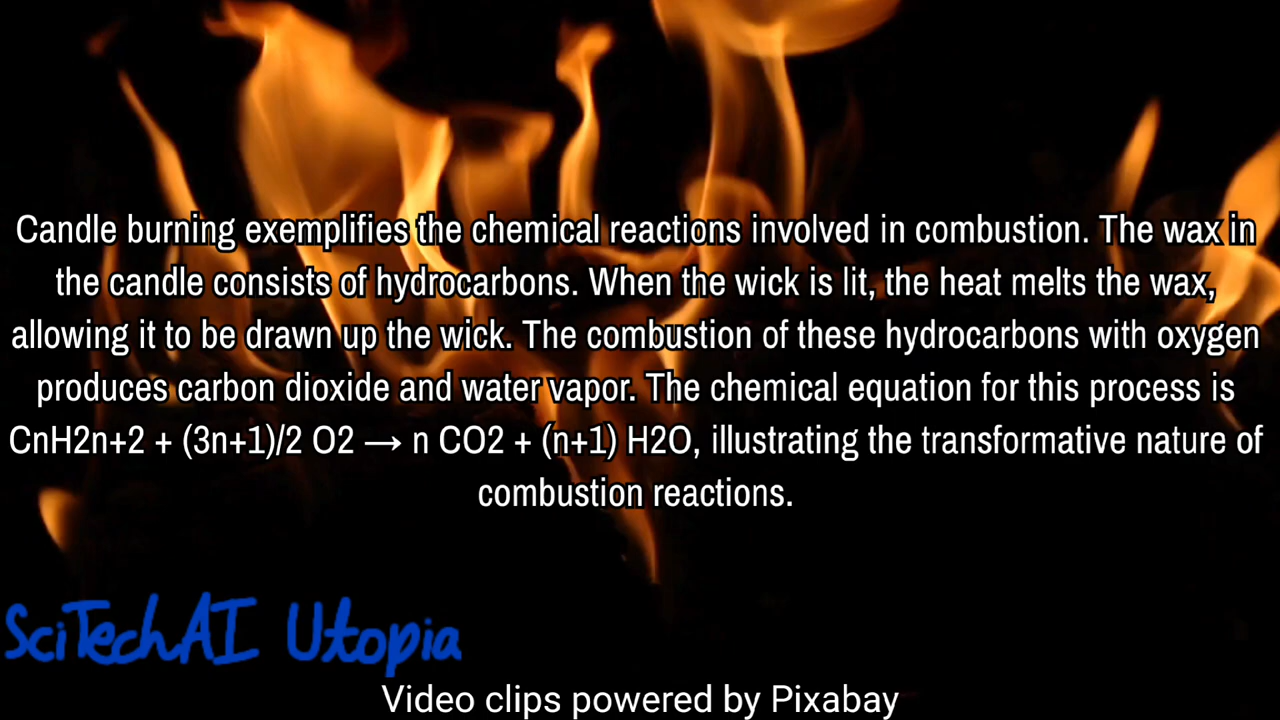 Candle burning exemplifies the chemical reactions involved in combustion. The wax in
the candle consists of hydrocarbons. When the wick is lit, the heat melts the wax,
allowing it to be drawn up the wick. The combustion of these hydrocarbons with oxygen
produces carbon dioxide and water vapor. The chemical equation for this process is
CnH2n+2 + (3n+1)/2 O2 → n CO2 + (n+1) H2O, illustrating the transformative nature of
combustion reactions.
SciTechAI Utopia
Video clips powered by Pixabay